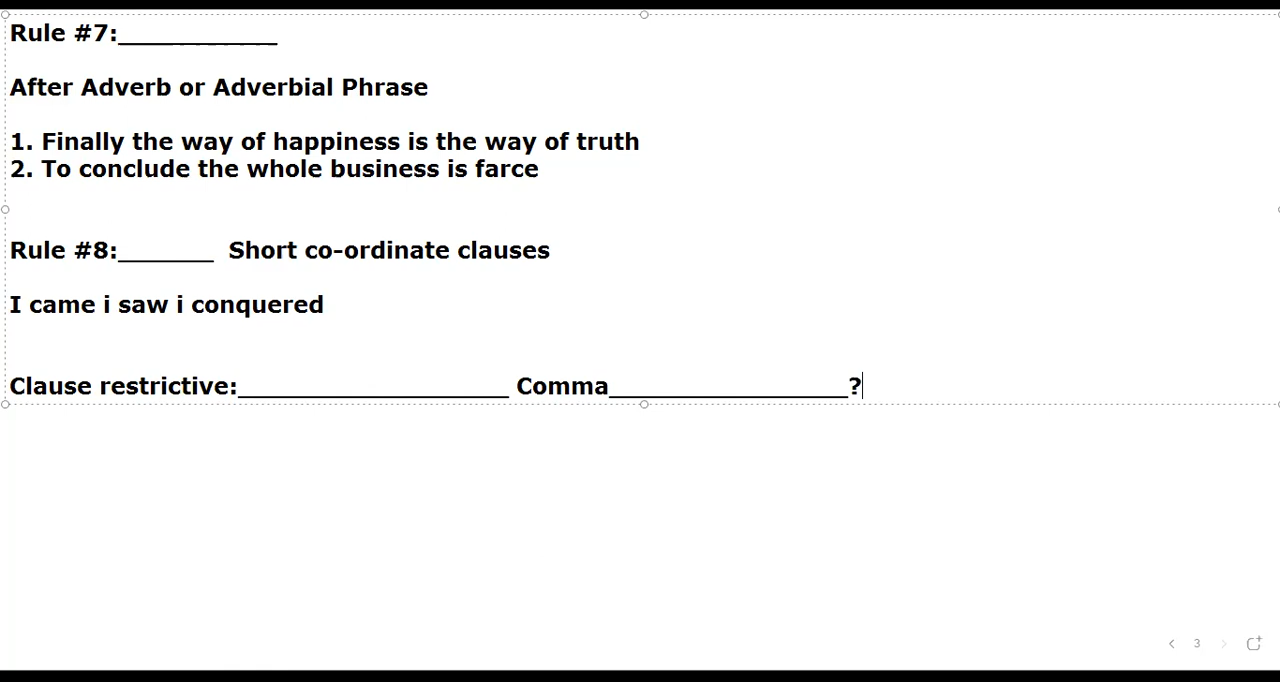 Rule #7:___________
After Adverb or Adverbial Phrase
1. Finally the way of happiness is the way of truth
2. To conclude the whole business is farce
Rule #8:_______ Short co-ordinate clauses
I came i saw i conquered
Clause restrictive:____________________ Comma__________________?
3